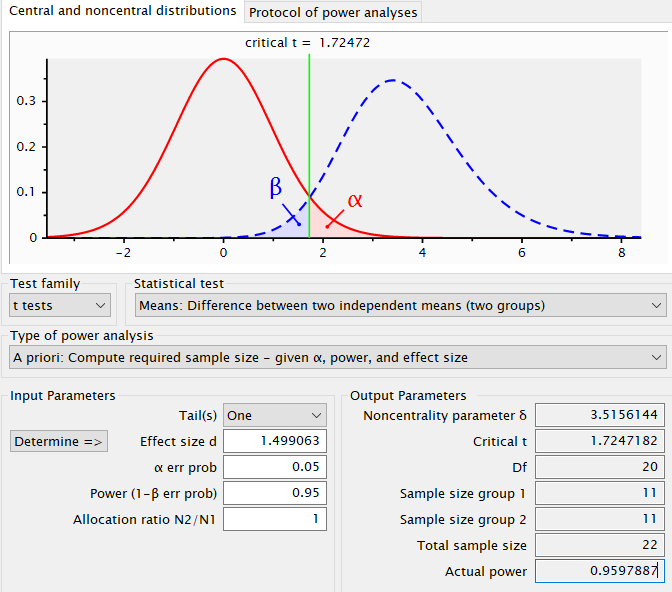 Central and noncentral distributions Protocol of power analyses
critical t = 1.72472
0.3
0.2
0.1
0
β
α
−2 0 2 4 6 8
Test family Statistical test
t tests Means: Difference between two independent means (two groups)
Type of power analysis
A priori: Compute required sample size – given α, power, and effect size
Input Parameters
Tail(s) One
Determine => Effect size d 1.499063
α err prob 0.05
Power (1-β err prob) 0.95
Allocation ratio N2/N1 1
Output Parameters
Noncentrality parameter δ 3.5156144
Critical t 1.7247182
Df 20
Sample size group 1 11
Sample size group 2 11
Total sample size 22
Actual power 0.9597887